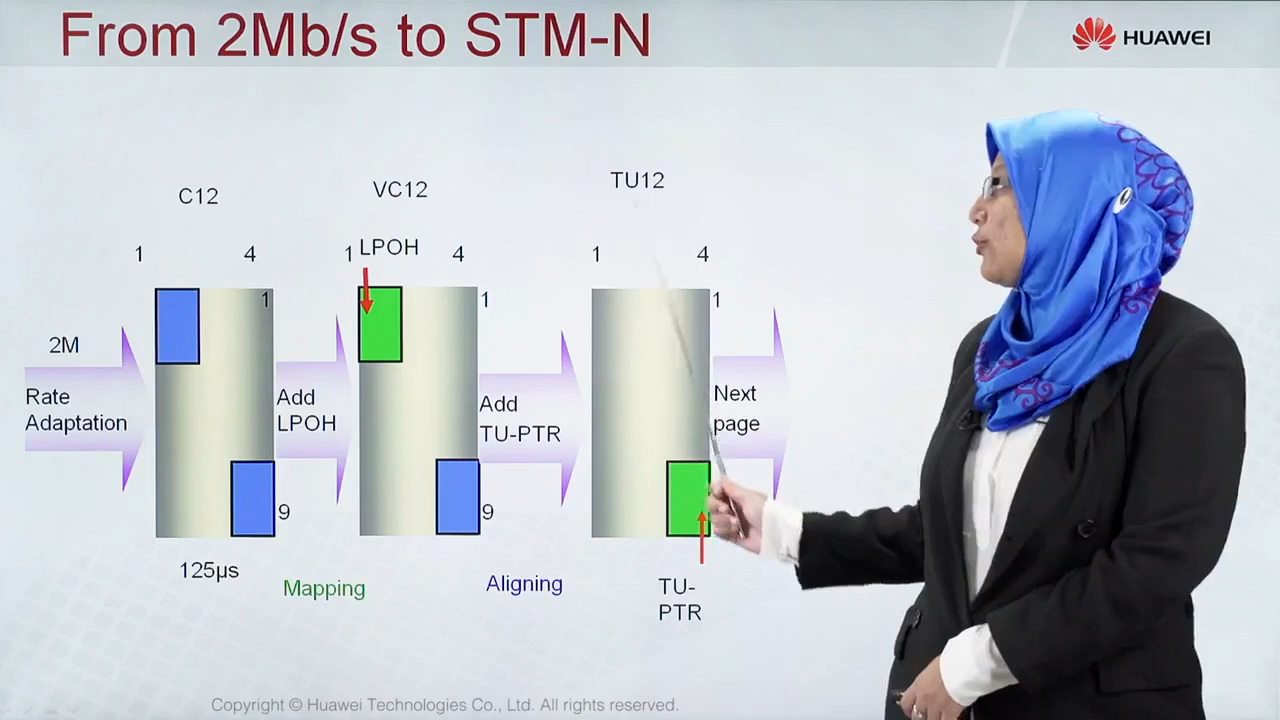 From 2Mb/s to STM-N
HUAWEI
C12
VC12
TU12
1
4
1
LPOH
4
1
4
1
1
1
2M
Rate
Adaptation
Add
LPOH
Add
TU-PTR
Next
page
9
9
125μs
Mapping
Aligning
TU-
PTR
Copyright © Huawei Technologies Co., Ltd. All rights reserved.